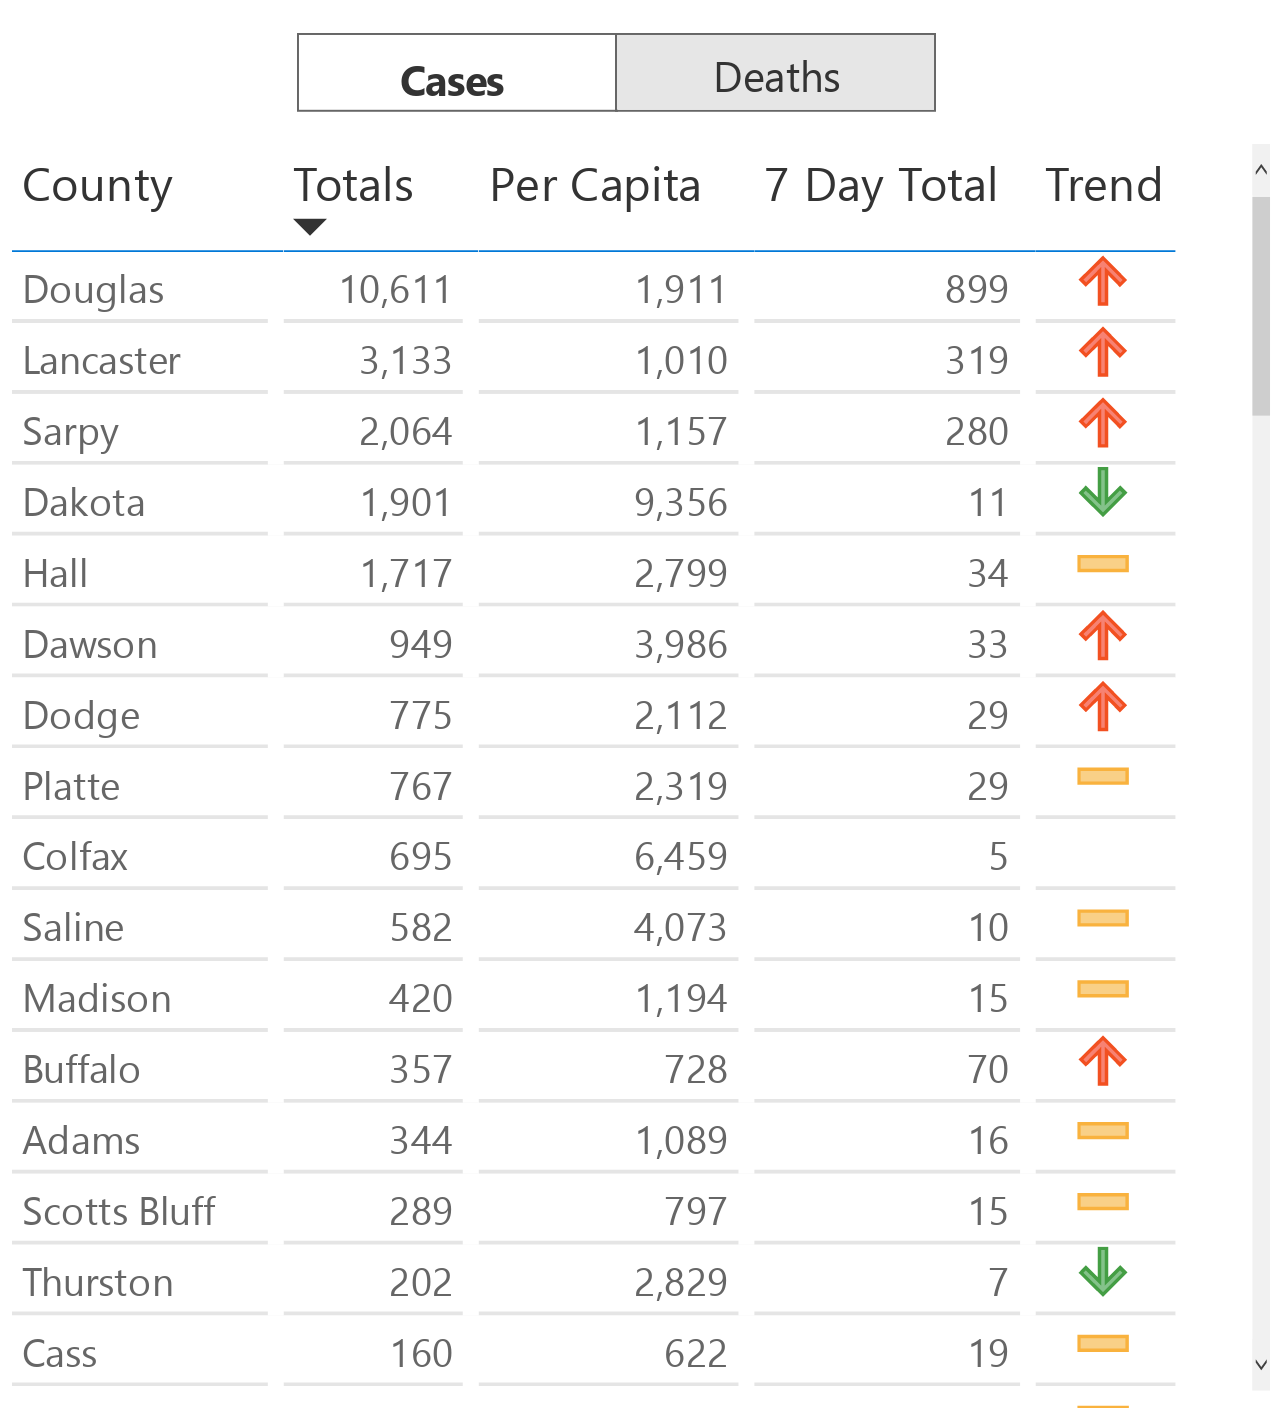 Cases Deaths
County Totals Per Capita 7 Day Total Trend
Douglas 10,611 1,911 899
Lancaster 3,133 1,010 319
Sarpy 2,064 1,157 280
Dakota 1,901 9,356 11
Hall 1,717 2,799 34
Dawson 949 3,986 33
Dodge 775 2,112 29
Platte 767 2,319 29
Colfax 695 6,459 5
Saline 582 4,073 10
Madison 420 1,194 15
Buffalo 357 728 70
Adams 344 1,089 16
Scotts Bluff 289 797 15
Thurston 202 2,829 7
Cass 160 622 19